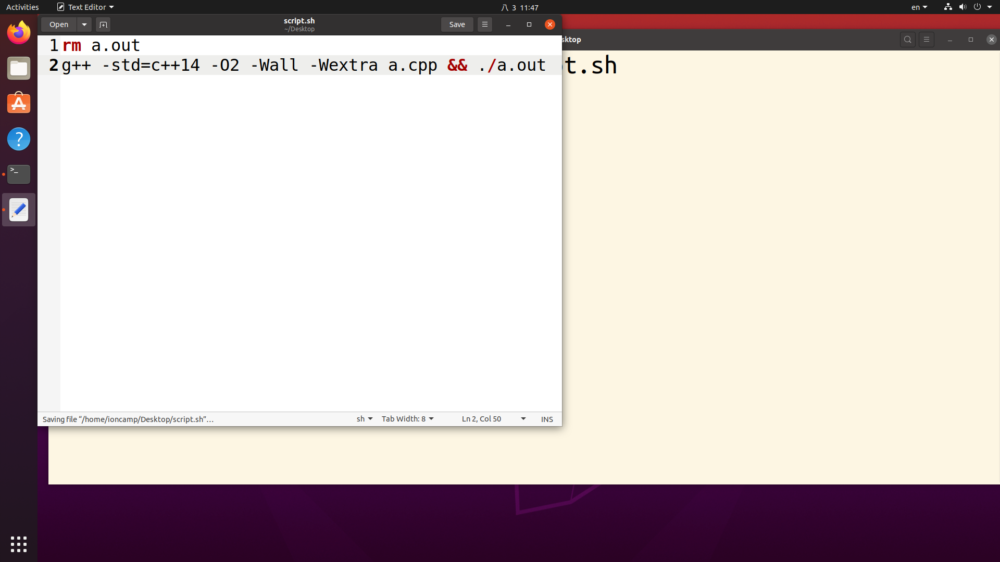 Activities
Text Editor
八 3 11:47
en
Open
script.sh
~/Desktop
Save
sktop
1 rm a.out
2 g++ -std=c++14 -O2 -Wall -Wextra a.cpp && ./a.out
t.sh
Saving file “/home/ioncamp/Desktop/script.sh”…
sh
Tab Width: 8
Ln 2, Col 50
INS